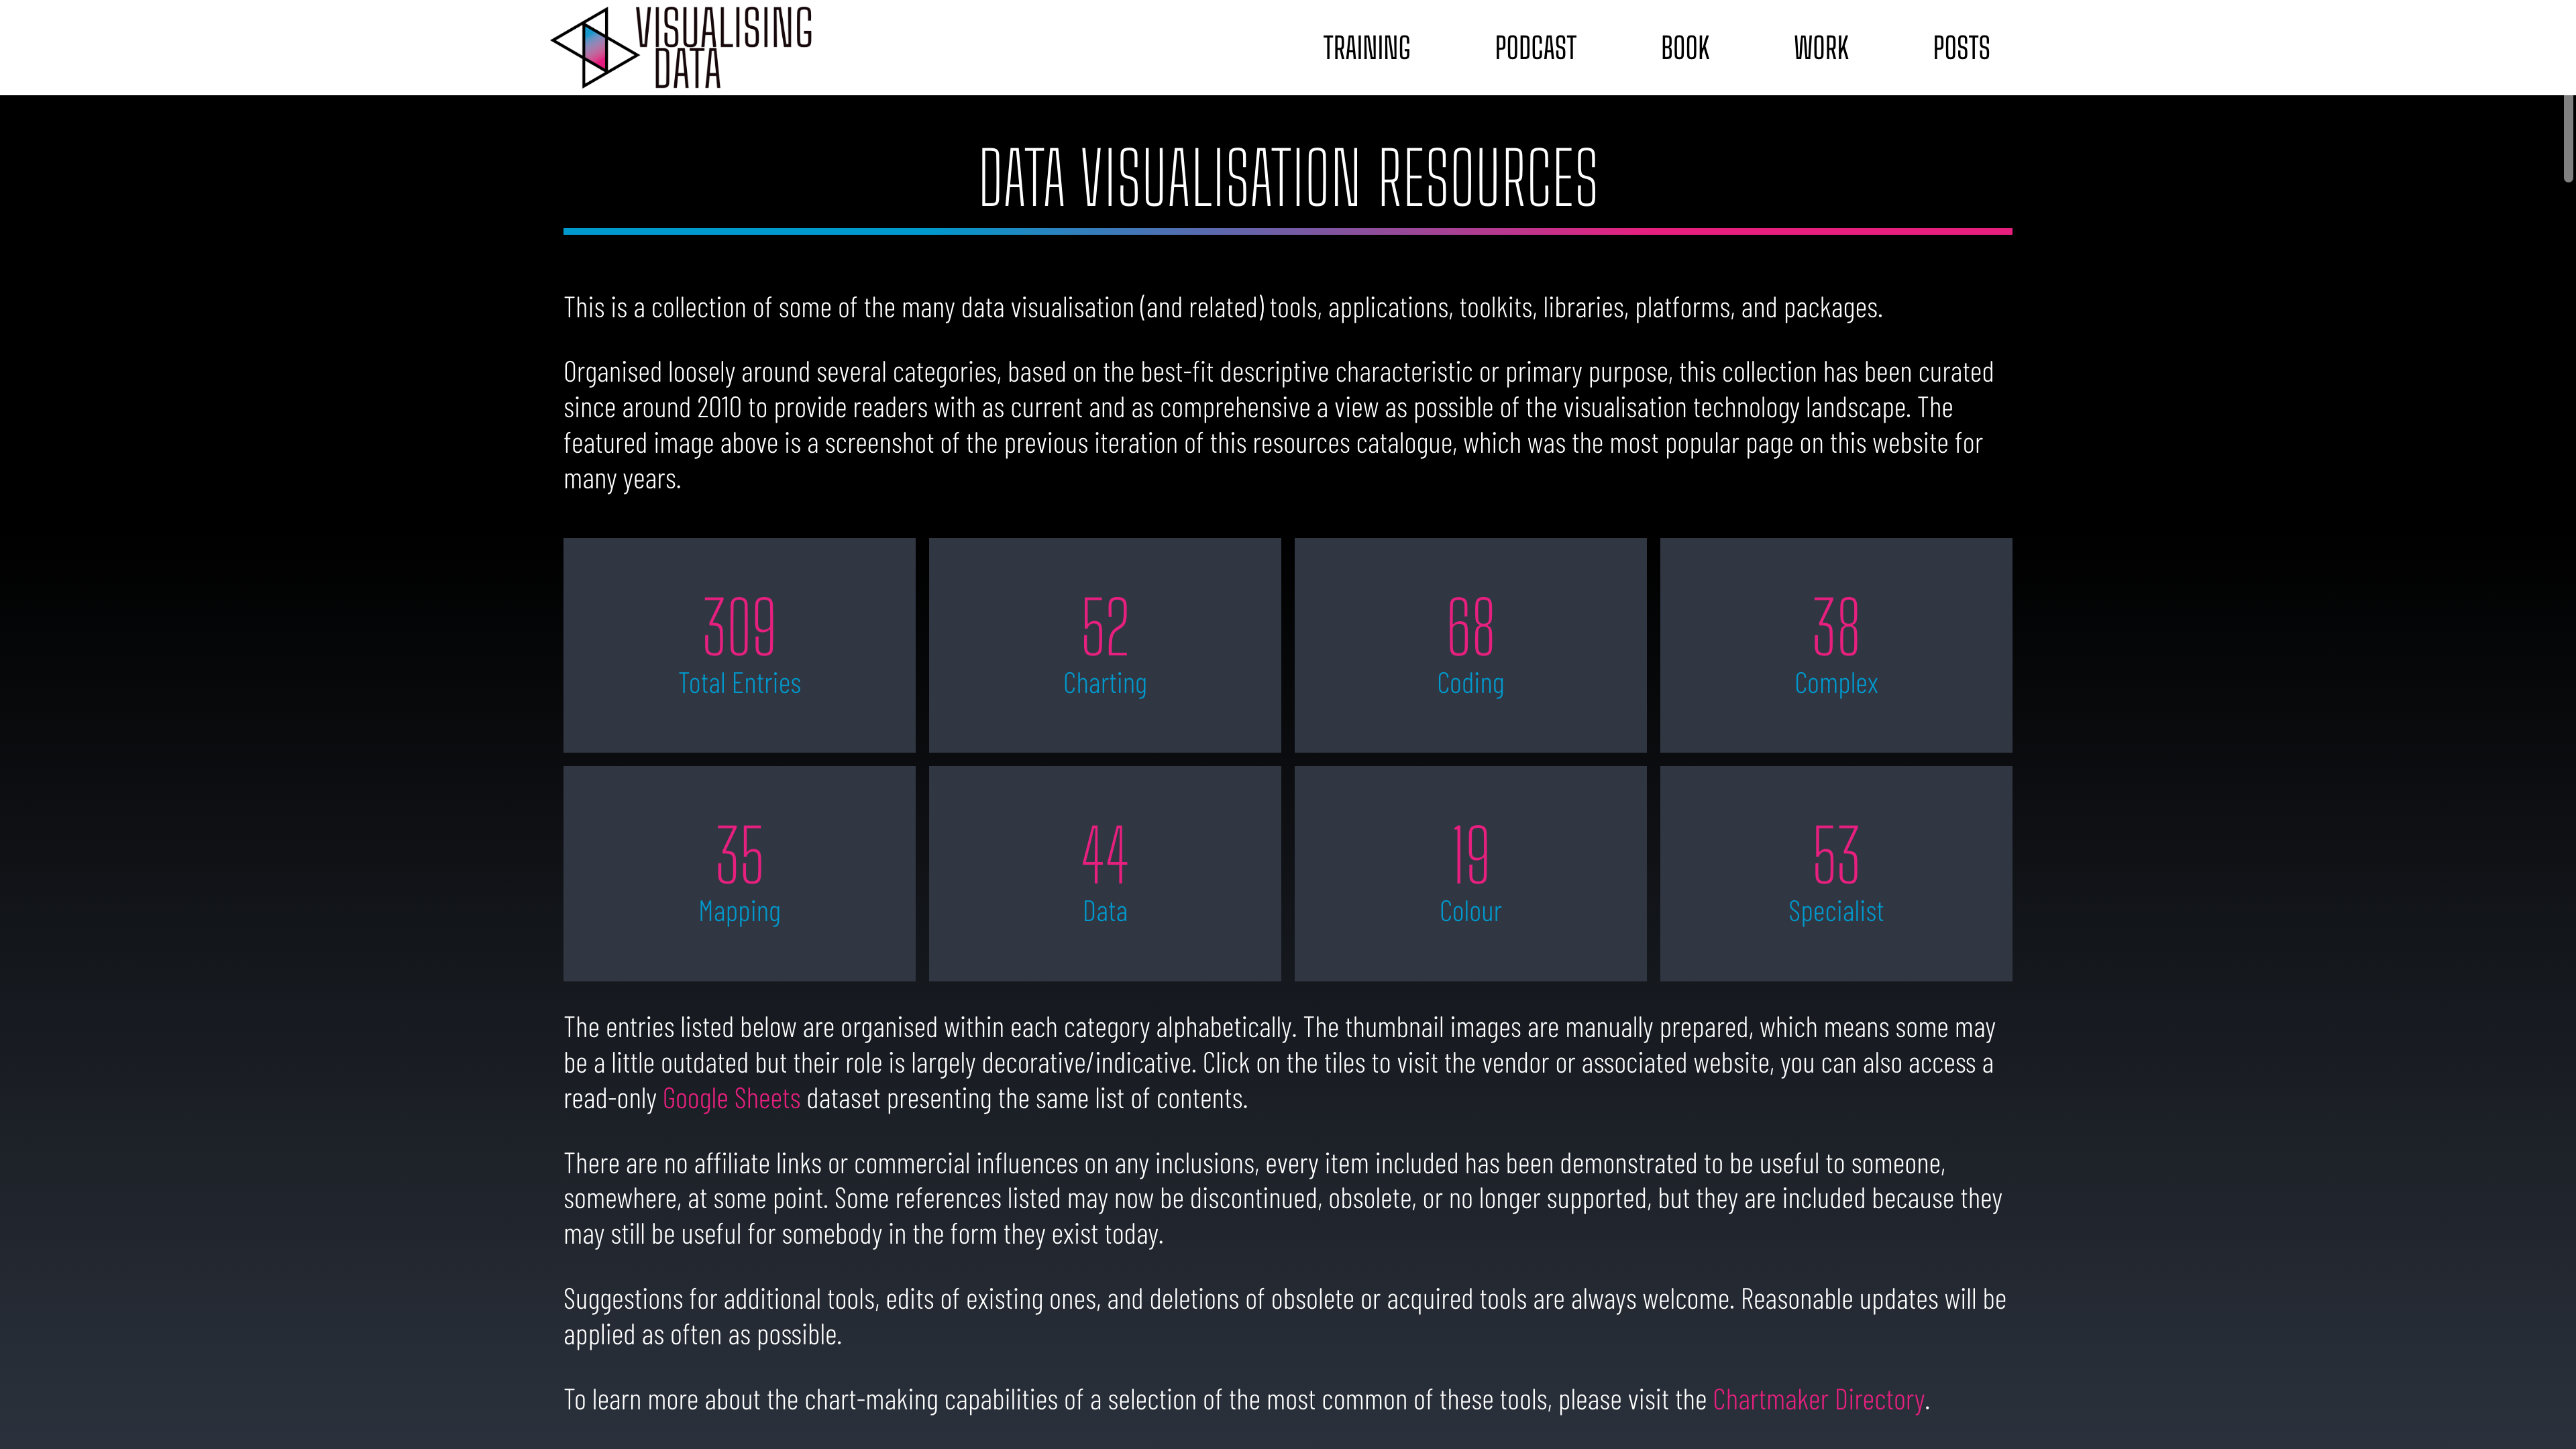 VISUALISING
DATA
TRAINING PODCAST BOOK WORK POSTS
DATA VISUALISATION RESOURCES
This is a collection of some of the many data visualisation (and related) tools, applications, toolkits, libraries, platforms, and packages.
Organised loosely around several categories, based on the best-fit descriptive characteristic or primary purpose, this collection has been curated
since around 2010 to provide readers with as current and as comprehensive a view as possible of the visualisation technology landscape. The
featured image above is a screenshot of the previous iteration of this resources catalogue, which was the most popular page on this website for
many years.
309 52 68 38
Total Entries Charting Coding Complex
35 44 19 53
Mapping Data Colour Specialist
The entries listed below are organised within each category alphabetically. The thumbnail images are manually prepared, which means some may
be a little outdated but their role is largely decorative/indicative. Click on the tiles to visit the vendor or associated website, you can also access a
read-only Google Sheets dataset presenting the same list of contents.
There are no affiliate links or commercial influences on any inclusions, every item included has been demonstrated to be useful to someone,
somewhere, at some point. Some references listed may now be discontinued, obsolete, or no longer supported, but they are included because they
may still be useful for somebody in the form they exist today.
Suggestions for additional tools, edits of existing ones, and deletions of obsolete or acquired tools are always welcome. Reasonable updates will be
applied as often as possible.
To learn more about the chart-making capabilities of a selection of the most common of these tools, please visit the Chartmaker Directory.